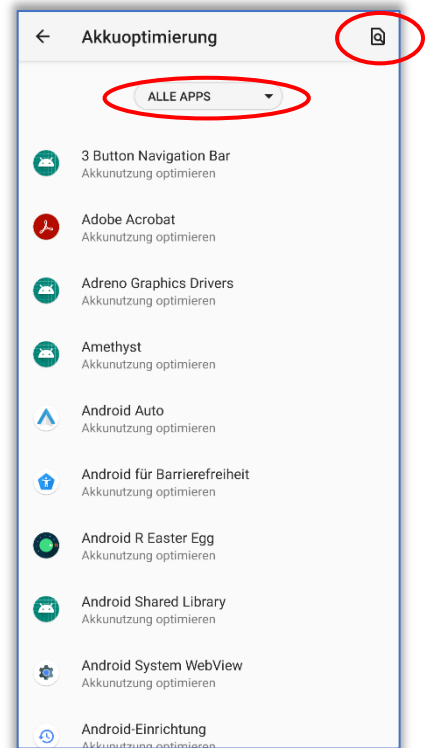 Akkuoptimierung
ALLE APPS
3 Button Navigation Bar
Akkunutzung optimieren
Adobe Acrobat
Akkunutzung optimieren
Adreno Graphics Drivers
Akkunutzung optimieren
Amethyst
Akkunutzung optimieren
Android Auto
Akkunutzung optimieren
Android für Barrierefreiheit
Akkunutzung optimieren
Android R Easter Egg
Akkunutzung optimieren
Android Shared Library
Akkunutzung optimieren
Android System WebView
Akkunutzung optimieren
Android-Einrichtung
Akkunutzung optimieren